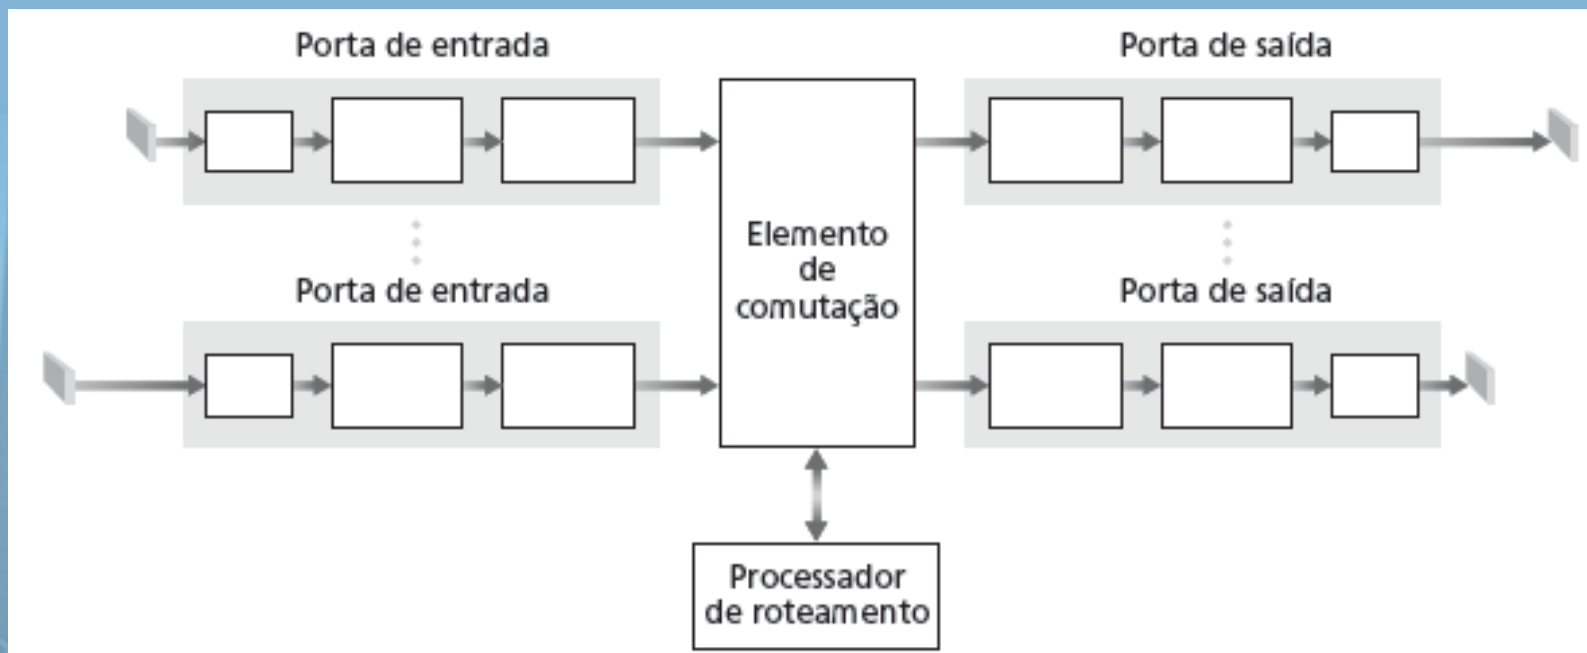 Porta de entrada
Porta de saída
Elemento
de
comutação
Porta de entrada
Porta de saída
Processador
de roteamento